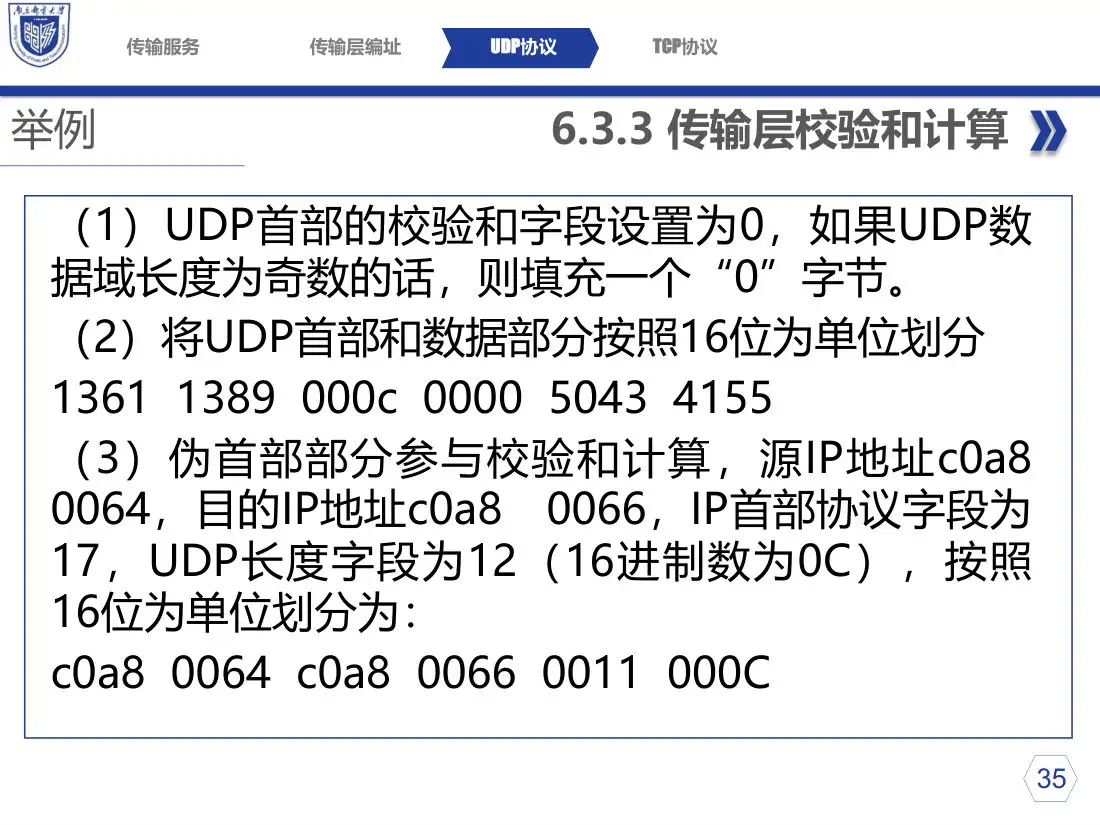 南京邮电大学
传输服务 传输层编址 UDP协议 TCP协议
举例
6.3.3 传输层校验和计算
（1）UDP首部的校验和字段设置为0，如果UDP数
据域长度为奇数的话，则填充一个“0”字节。
（2）将UDP首部和数据部分按照16位为单位划分
1361 1389 000c 0000 5043 4155
（3）伪首部部分参与校验和计算，源IP地址c0a8
0064，目的IP地址c0a8 0066，IP首部协议字段为
17，UDP长度字段为12（16进制数为0C），按照
16位为单位划分为：
c0a8 0064 c0a8 0066 0011 000C
35